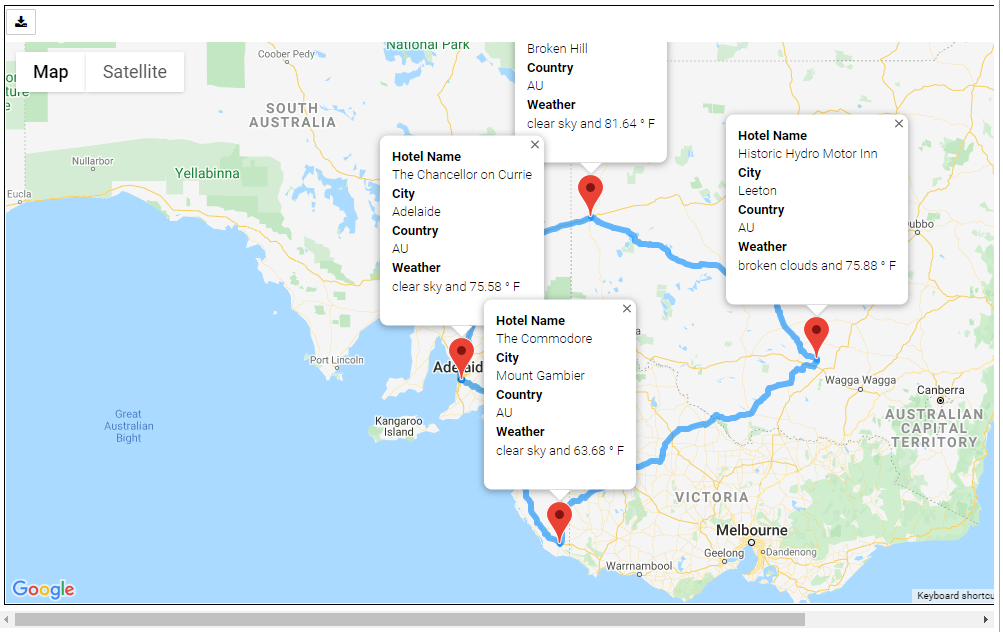 Map
Satellite
National Park
Coober Pedy
SOUTH
AUSTRALIA
Nullarbor
Yellabinna
Eucla
Broken Hill
Country
AU
Weather
clear sky and 81.64 ° F
Hotel Name
The Chancellor on Currie
City
Adelaide
Country
AU
Weather
clear sky and 75.58 ° F
Hotel Name
Historic Hydro Motor Inn
City
Leeton
Country
AU
Weather
broken clouds and 75.88 ° F
ubbo
Hotel Name
The Commodore
City
Mount Gambier
Country
AU
Weather
clear sky and 63.68 ° F
Port Lincoln
Adelaid
Kangaroo
Island
Great
Australian
Bight
Wagga Wagga
Canberra
AUSTRALIAN
CAPITAL
TERRITORY
VICTORIA
Melbourne
Geelong
Dandenong
Warrnambool
Google
Keyboard shortcu